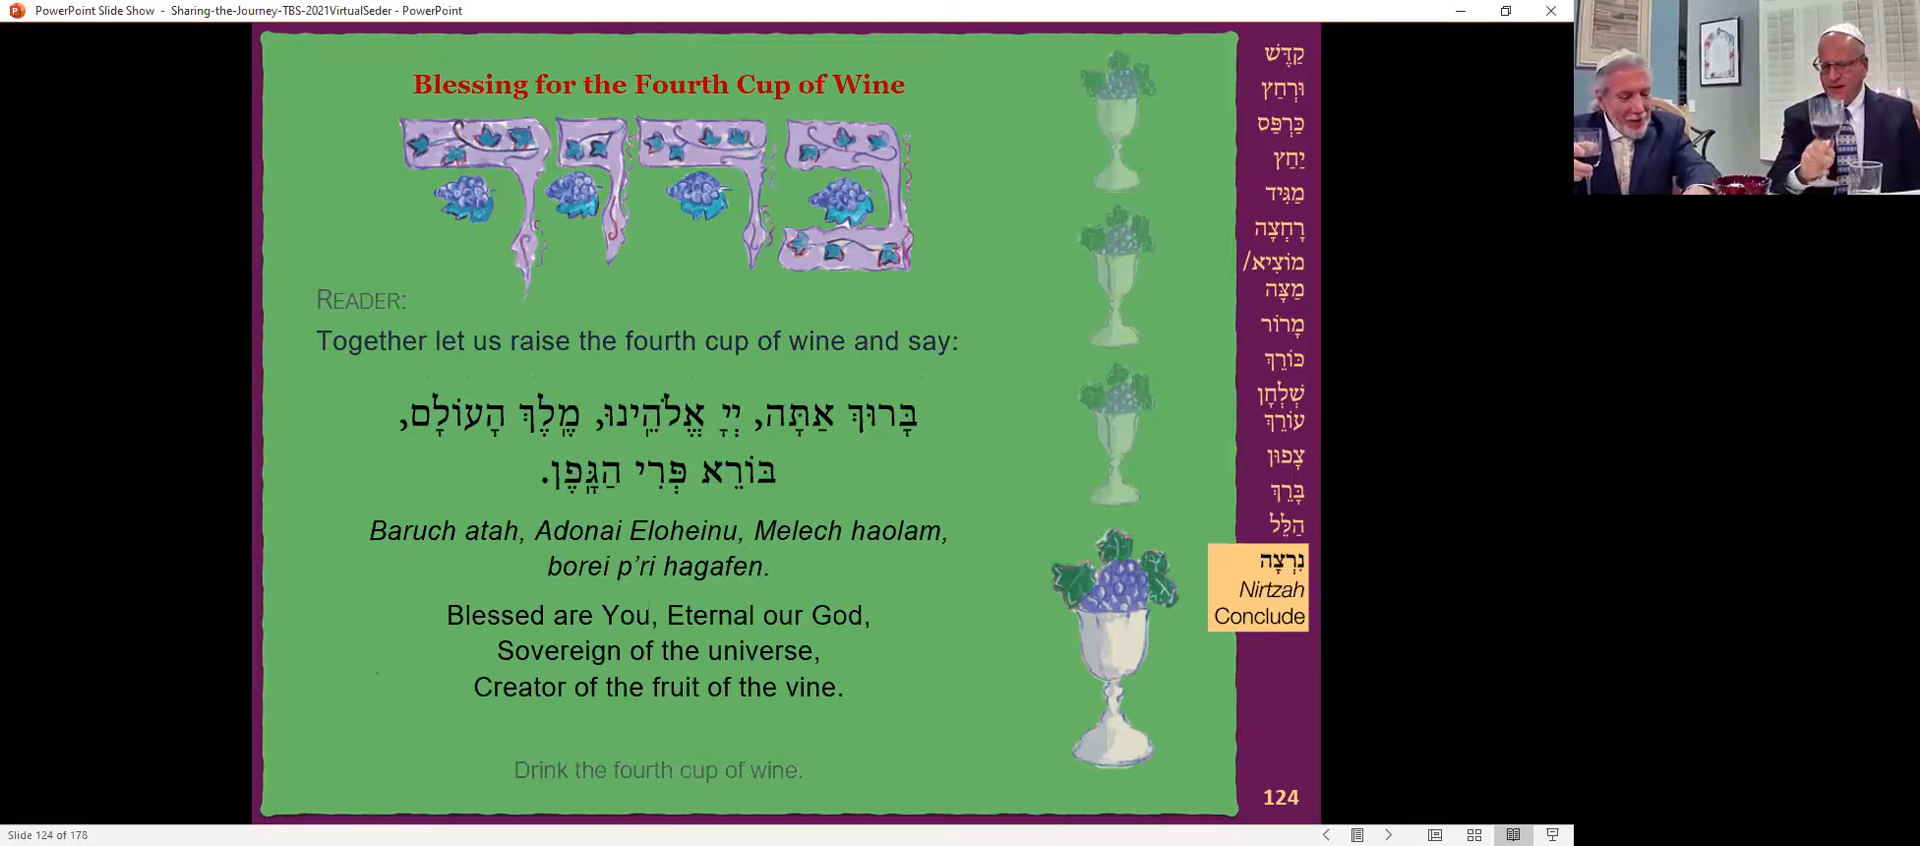 PowerPoint Slide Show - Sharing-the-Journey-TBS-2021VirtualSeder - PowerPoint
Blessing for the Fourth Cup of Wine
ברוך
READER:
Together let us raise the fourth cup of wine and say:
בָּרוּךְ אַתָּה, יְיָ אֱלֹהֵֽינוּ, מֶֽלֶךְ הָעוֹלָם,
בּוֹרֵא פְּרִי הַגָּֽפֶן.
Baruch atah, Adonai Eloheinu, Melech haolam,
borei p’ri hagafen.
Blessed are You, Eternal our God,
Sovereign of the universe,
Creator of the fruit of the vine.
Drink the fourth cup of wine.
קַדֵּשׁ
וּרְחַץ
כַּרְפַּס
יַחַץ
מַגִּיד
רָחְצָה
מוֹצִיא/
מַצָּה
מָרוֹר
כּוֹרֵךְ
שֻׁלְחָן
עוֹרֵךְ
צָפוּן
בָּרֵךְ
הַלֵּל
נִרְצָה
Nirtzah
Conclude
124
Slide 124 of 178